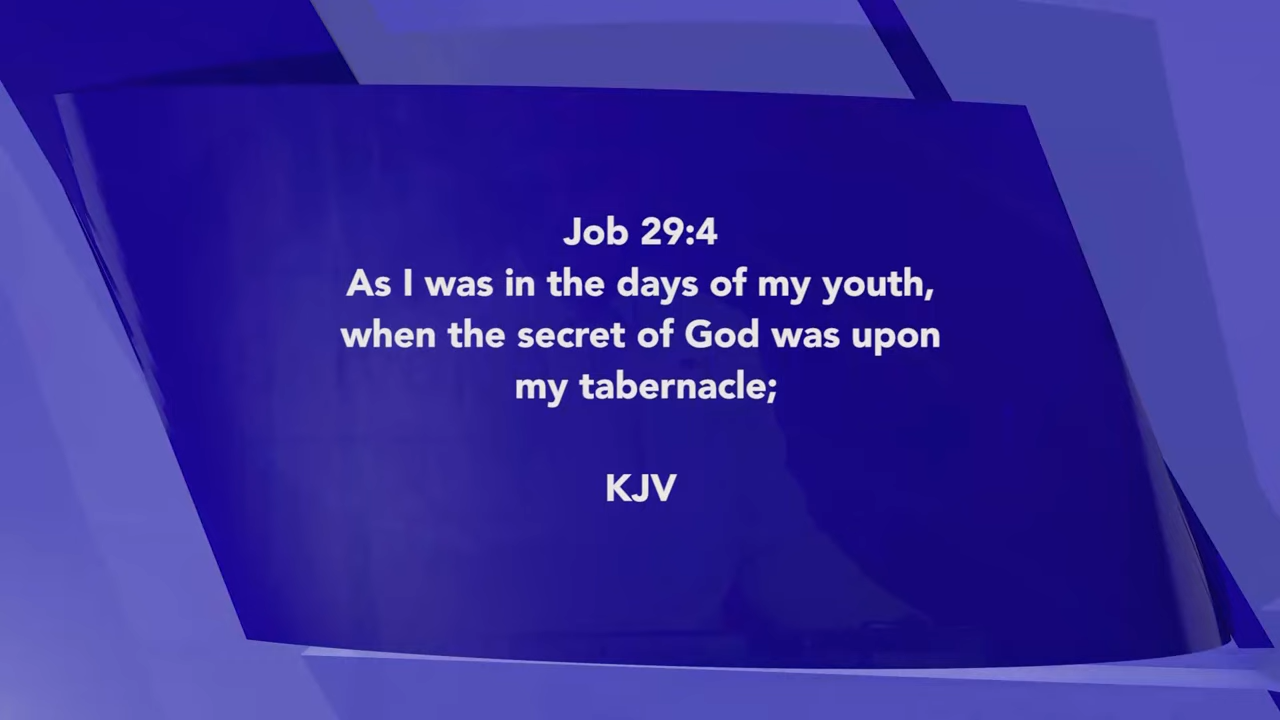 Job 29:4
As I was in the days of my youth,
when the secret of God was upon
my tabernacle;
KJV